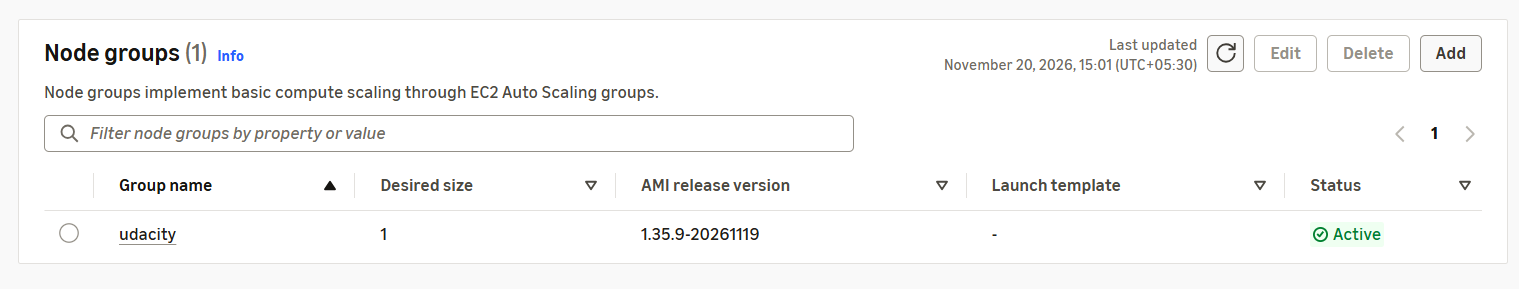 Node groups (1) Info
Last updated
November 20, 2026, 15:01 (UTC+05:30)
Edit
Delete
Add
Node groups implement basic compute scaling through EC2 Auto Scaling groups.
Filter node groups by property or value
1
Group name Desired size AMI release version Launch template Status
udacity 1 1.35.9-20261119 - Active